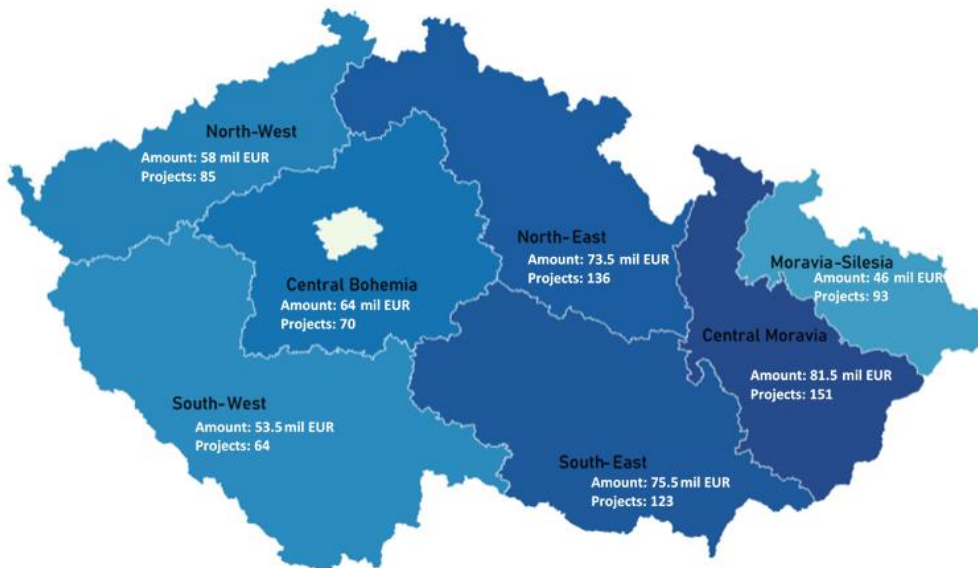 North-West
Amount: 58 mil EUR
Projects: 85
North-East
Amount: 73.5 mil EUR
Projects: 136
Moravia-Silesia
Amount: 46 mil EUR
Projects: 93
Central Bohemia
Amount: 64 mil EUR
Projects: 70
Central Moravia
Amount: 81.5 mil EUR
Projects: 151
South-West
Amount: 53.5 mil EUR
Projects: 64
South-East
Amount: 75.5 mil EUR
Projects: 123